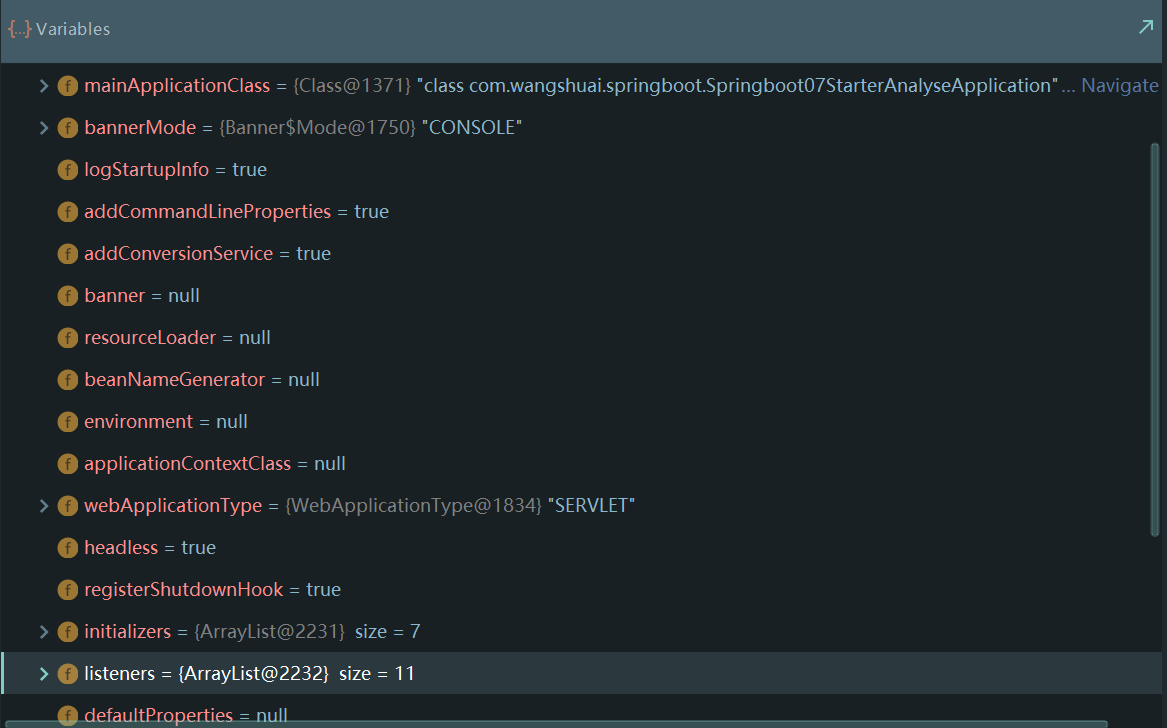 {...} Variables
f mainApplicationClass = {Class@1371} "class com.wangshuai.springboot.Springboot07StarterAnalyseApplication"... Navigate
f bannerMode = {Banner$Mode@1750} "CONSOLE"
f logStartupInfo = true
f addCommandLineProperties = true
f addConversionService = true
f banner = null
f resourceLoader = null
f beanNameGenerator = null
f environment = null
f applicationContextClass = null
f webApplicationType = {WebApplicationType@1834} "SERVLET"
f headless = true
f registerShutdownHook = true
f initializers = {ArrayList@2231} size = 7
f listeners = {ArrayList@2232} size = 11
f defaultProperties = null